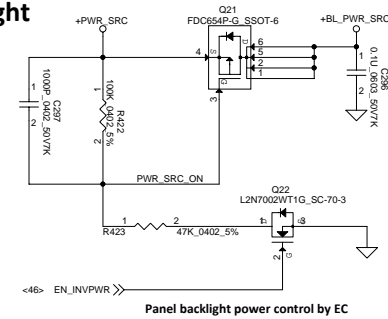 ght
+PWR_SRC
Q21
FDC654P-G_SSOT-6
+BL_PWR_SRC
4
S
D
G
6
5
2
1
3
1
2
C297
1000P_0402_50V7K
1
2
R422
100K_0402_5%
1
2
C296
0.1U_0603_50V7K
PWR_SRC_ON
Q22
L2N7002WT1G_SC-70-3
R423
1
2
47K_0402_5%
1
D
S
3
2
G
<46> EN_INVPWR
Panel backlight power control by EC